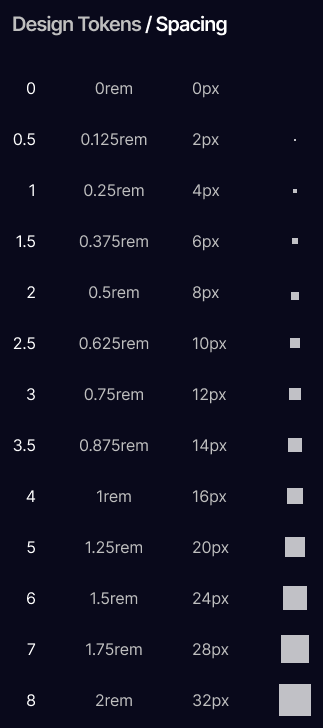 Design Tokens / Spacing
0 0rem 0px
0.5 0.125rem 2px
1 0.25rem 4px
1.5 0.375rem 6px
2 0.5rem 8px
2.5 0.625rem 10px
3 0.75rem 12px
3.5 0.875rem 14px
4 1rem 16px
5 1.25rem 20px
6 1.5rem 24px
7 1.75rem 28px
8 2rem 32px